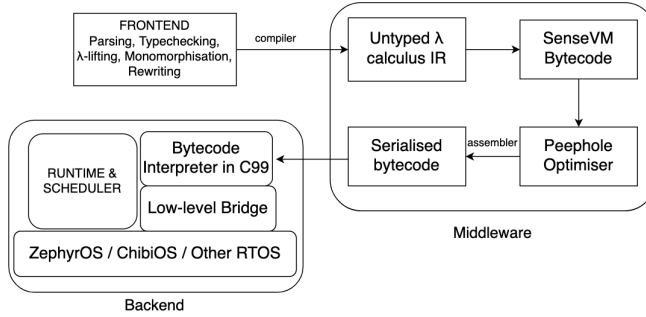 FRONTEND
Parsing, Typechecking,
λ-lifting, Monomorphisation,
Rewriting
compiler
Untyped λ
calculus IR
SenseVM
Bytecode
Peephole
Optimiser
assembler
Serialised
bytecode
Middleware
Bytecode
Interpreter in C99
RUNTIME &
SCHEDULER
Low-level Bridge
ZephyrOS / ChibiOS / Other RTOS
Backend